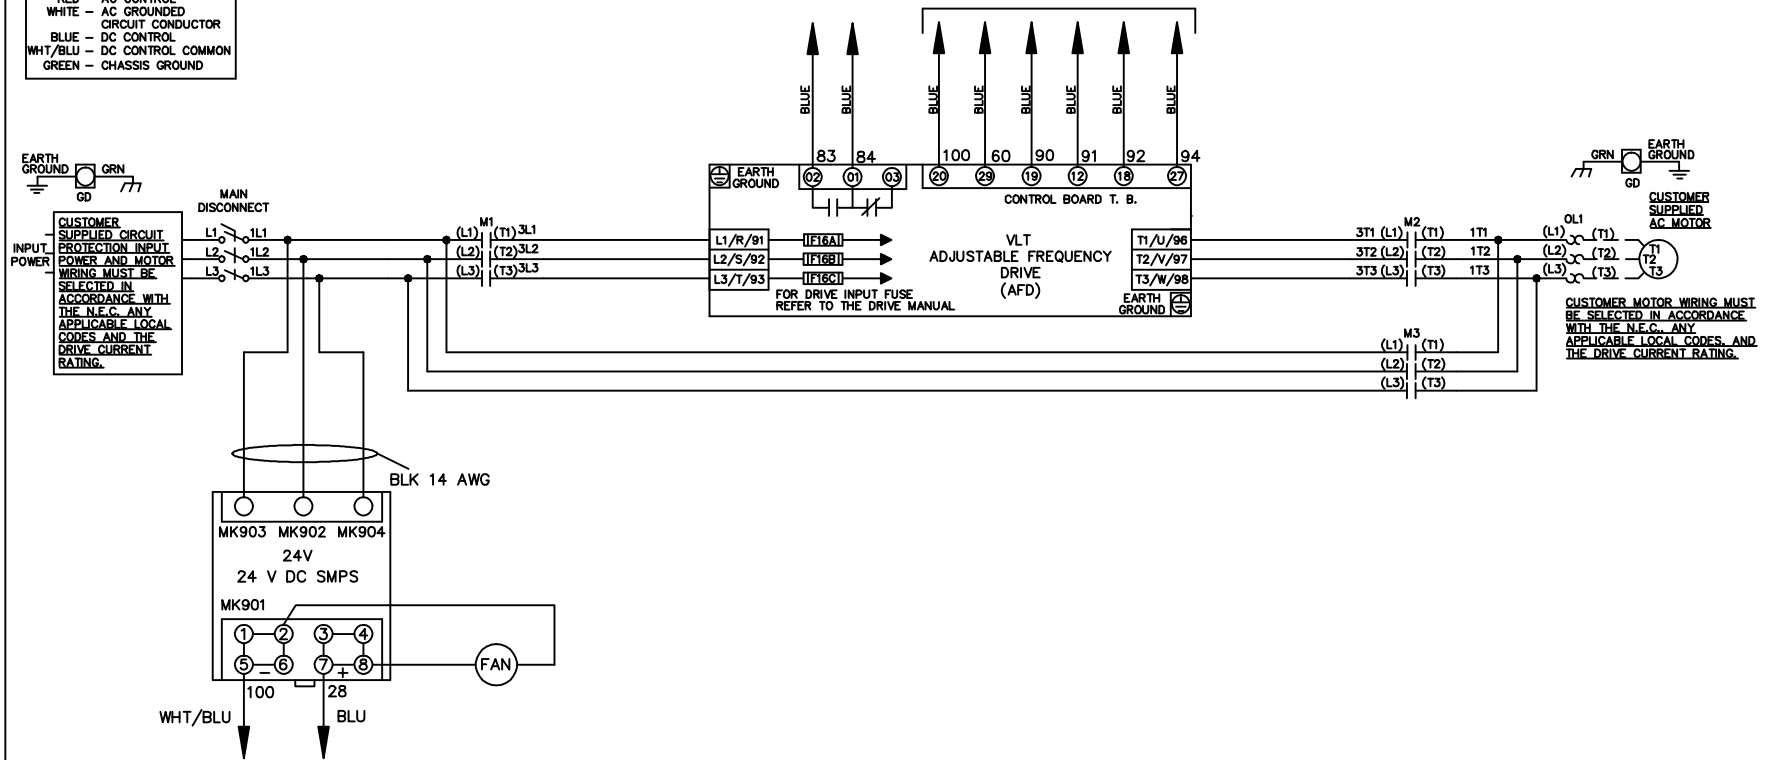 WHITE – AC GROUNDED
CIRCUIT CONDUCTOR
BLUE – DC CONTROL
WHT/BLU – DC CONTROL COMMON
GREEN – CHASSIS GROUND
BLUE
BLUE
BLUE
BLUE
BLUE
BLUE
BLUE
BLUE
83
84
100
60
90
91
92
94
EARTH
GROUND
02
01
03
20
29
19
12
18
27
CONTROL BOARD T. B.
EARTH
GROUND
GRN
GD
MAIN
DISCONNECT
INPUT
POWER
CUSTOMER
SUPPLIED CIRCUIT
PROTECTION INPUT
POWER AND MOTOR
WIRING MUST BE
SELECTED IN
ACCORDANCE WITH
THE N.E.C. ANY
APPLICABLE LOCAL
CODES AND THE
DRIVE CURRENT
RATING.
L1
1L1
L2
1L2
L3
1L3
M1
(L1)
(T1)
3L1
(L2)
(T2)
3L2
(L3)
(T3)
3L3
L1/R/91
L2/S/92
L3/T/93
F16A
F16B
F16C
FOR DRIVE INPUT FUSE
REFER TO THE DRIVE MANUAL
VLT
ADJUSTABLE FREQUENCY
DRIVE
(AFD)
T1/U/96
T2/V/97
T3/W/98
EARTH
GROUND
M2
3T1
(L1)
(T1)
1T1
3T2
(L2)
(T2)
1T2
3T3
(L3)
(T3)
1T3
OL1
(L1)
(T1)
(L2)
(T2)
(L3)
(T3)
T1
T2
T3
GRN
GD
EARTH
GROUND
CUSTOMER
SUPPLIED
AC MOTOR
CUSTOMER MOTOR WIRING MUST
BE SELECTED IN ACCORDANCE
WITH THE N.E.C., ANY
APPLICABLE LOCAL CODES, AND
THE DRIVE CURRENT RATING.
M3
(L1)
(T1)
(L2)
(T2)
(L3)
(T3)
BLK 14 AWG
MK903
MK902
MK904
24V
24 V DC SMPS
MK901
1
2
3
4
5
6
7
8
–
+
FAN
100
28
WHT/BLU
BLU